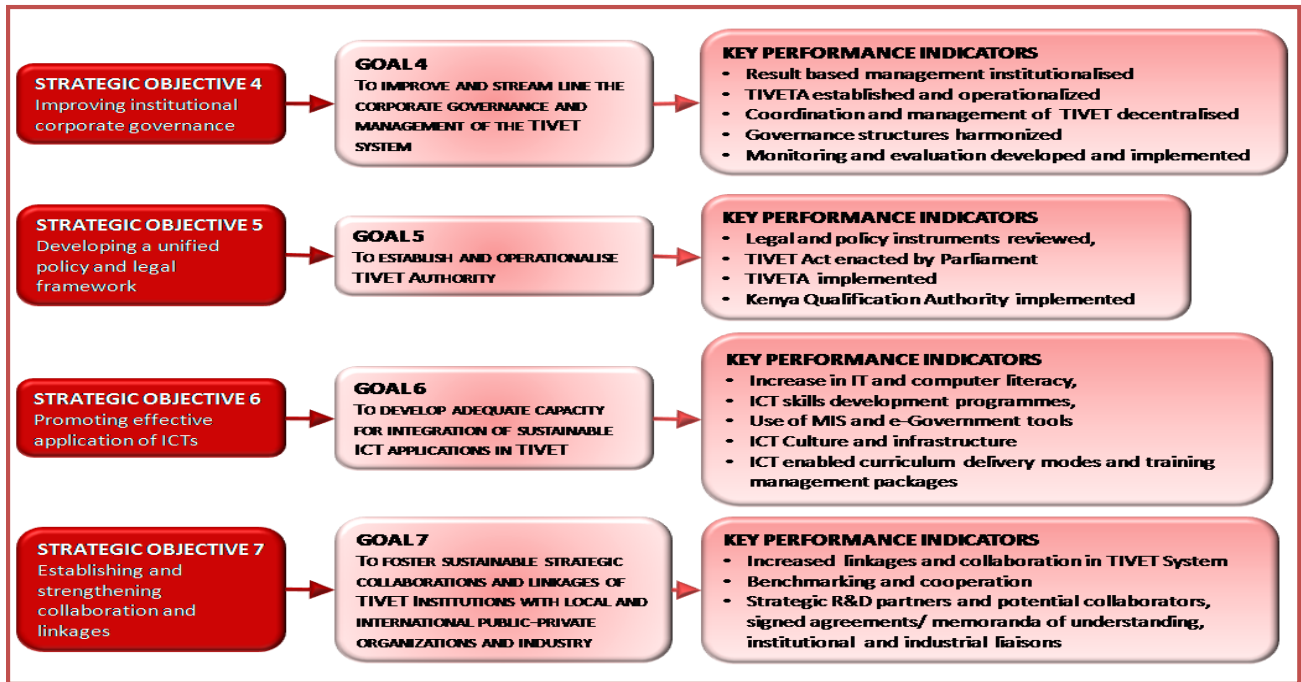 STRATEGIC OBJECTIVE 4
Improving institutional
corporate governance
GOAL 4
TO IMPROVE AND STREAM LINE THE
CORPORATE GOVERNANCE AND
MANAGEMENT OF THE TIVET
SYSTEM
KEY PERFORMANCE INDICATORS
• Result based management institutionalised
• TIVETA established and operationalized
• Coordination and management of TIVET decentralised
• Governance structures harmonized
• Monitoring and evaluation developed and implemented
STRATEGIC OBJECTIVE 5
Developing a unified
policy and legal
framework
GOAL 5
TO ESTABLISH AND OPERATIONALISE
TIVET AUTHORITY
KEY PERFORMANCE INDICATORS
• Legal and policy instruments reviewed,
• TIVET Act enacted by Parliament
• TIVETA implemented
• Kenya Qualification Authority implemented
STRATEGIC OBJECTIVE 6
Promoting effective
application of ICTs
GOAL 6
TO DEVELOP ADEQUATE CAPACITY
FOR INTEGRATION OF SUSTAINABLE
ICT APPLICATIONS IN TIVET
KEY PERFORMANCE INDICATORS
• Increase in IT and computer literacy,
• ICT skills development programmes,
• Use of MIS and e-Government tools
• ICT Culture and infrastructure
• ICT enabled curriculum delivery modes and training
management packages
STRATEGIC OBJECTIVE 7
Establishing and
strengthening
collaboration and
linkages
GOAL 7
TO FOSTER SUSTAINABLE STRATEGIC
COLLABORATIONS AND LINKAGES OF
TIVET INSTITUTIONS WITH LOCAL AND
INTERNATIONAL PUBLIC-PRIVATE
ORGANIZATIONS AND INDUSTRY
KEY PERFORMANCE INDICATORS
• Increased linkages and collaboration in TIVET System
• Benchmarking and cooperation
• Strategic R&D partners and potential collaborators,
signed agreements/ memoranda of understanding,
institutional and industrial liaisons